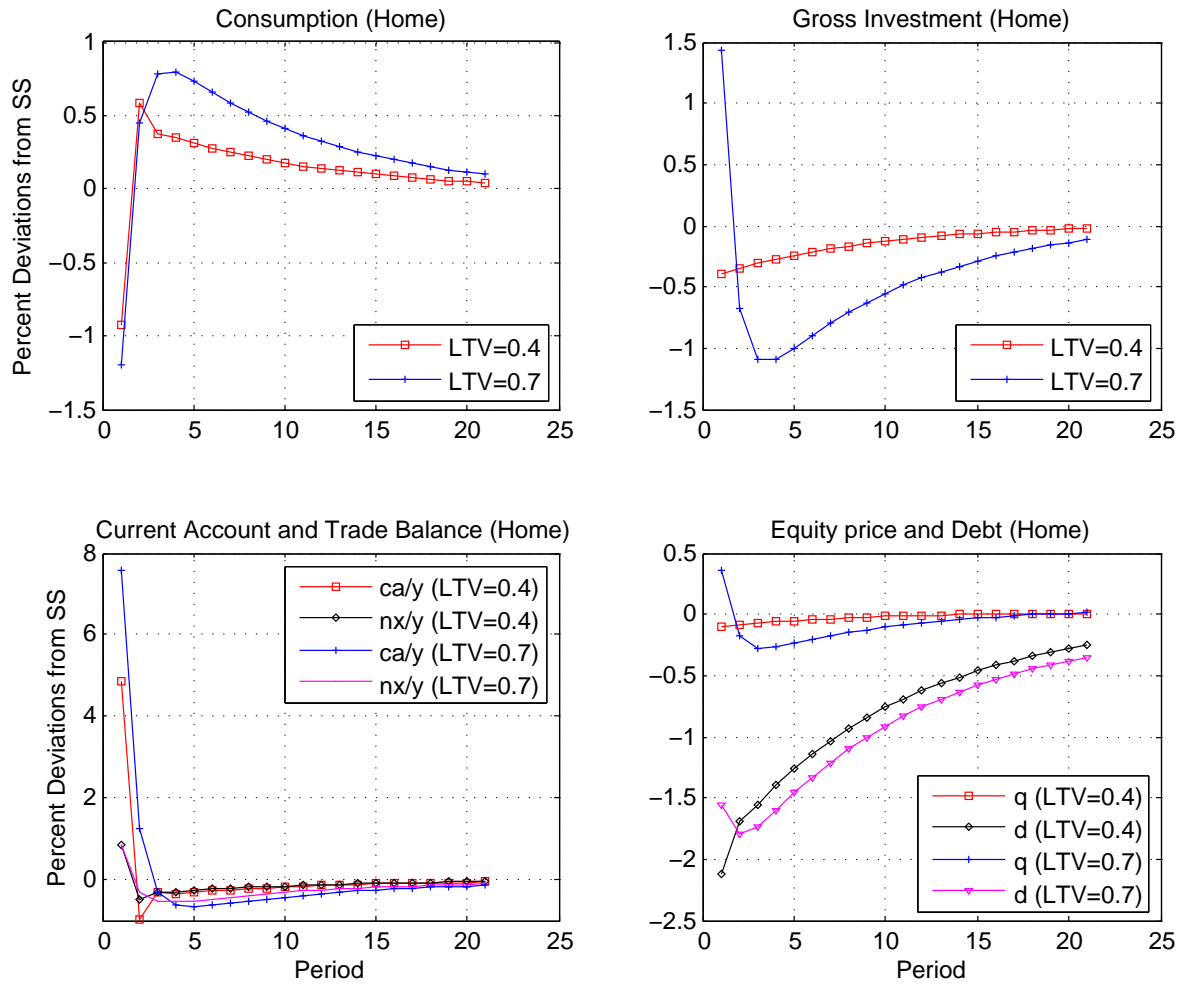 Consumption (Home)
1
0.5
0
−0.5
−1
−1.5
0
5
10
15
20
25
Percent Deviations from SS
LTV=0.4
LTV=0.7
Gross Investment (Home)
1.5
1
0.5
0
−0.5
−1
−1.5
0
5
10
15
20
25
LTV=0.4
LTV=0.7
Current Account and Trade Balance (Home)
8
6
4
2
0
0
5
10
15
20
25
Percent Deviations from SS
Period
ca/y (LTV=0.4)
nx/y (LTV=0.4)
ca/y (LTV=0.7)
nx/y (LTV=0.7)
Equity price and Debt (Home)
0.5
0
−0.5
−1
−1.5
−2
−2.5
0
5
10
15
20
25
Period
q (LTV=0.4)
d (LTV=0.4)
q (LTV=0.7)
d (LTV=0.7)